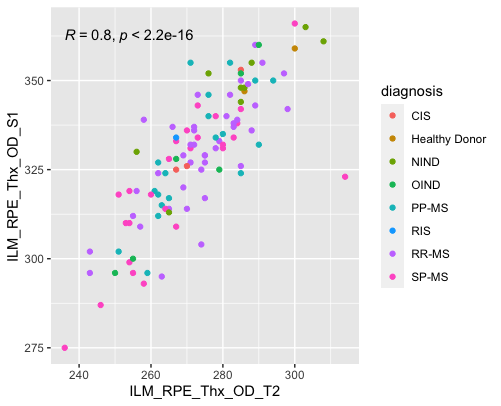 R = 0.8, p < 2.2e-16
ILM_RPE_Thx_OD_S1
350
325
300
275
240
260
280
300
ILM_RPE_Thx_OD_T2
diagnosis
CIS
Healthy Donor
NIND
OIND
PP-MS
RIS
RR-MS
SP-MS